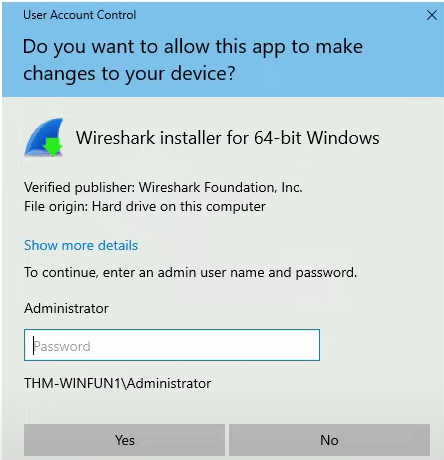 User Account Control
Do you want to allow this app to make
changes to your device?
Wireshark installer for 64-bit Windows
Verified publisher: Wireshark Foundation, Inc.
File origin: Hard drive on this computer
Show more details
To continue, enter an admin user name and password.
Administrator
Password
THM-WINFUN1\Administrator
Yes
No